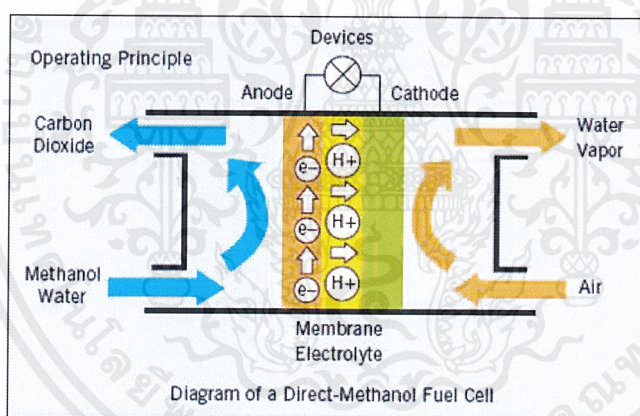 Devices
Operating Principle
Anode
Cathode
Carbon
Dioxide
Water
Vapor
e-
H+
e-
H+
e-
H+
Methanol
Water
Air
Membrane
Electrolyte
Diagram of a Direct-Methanol Fuel Cell